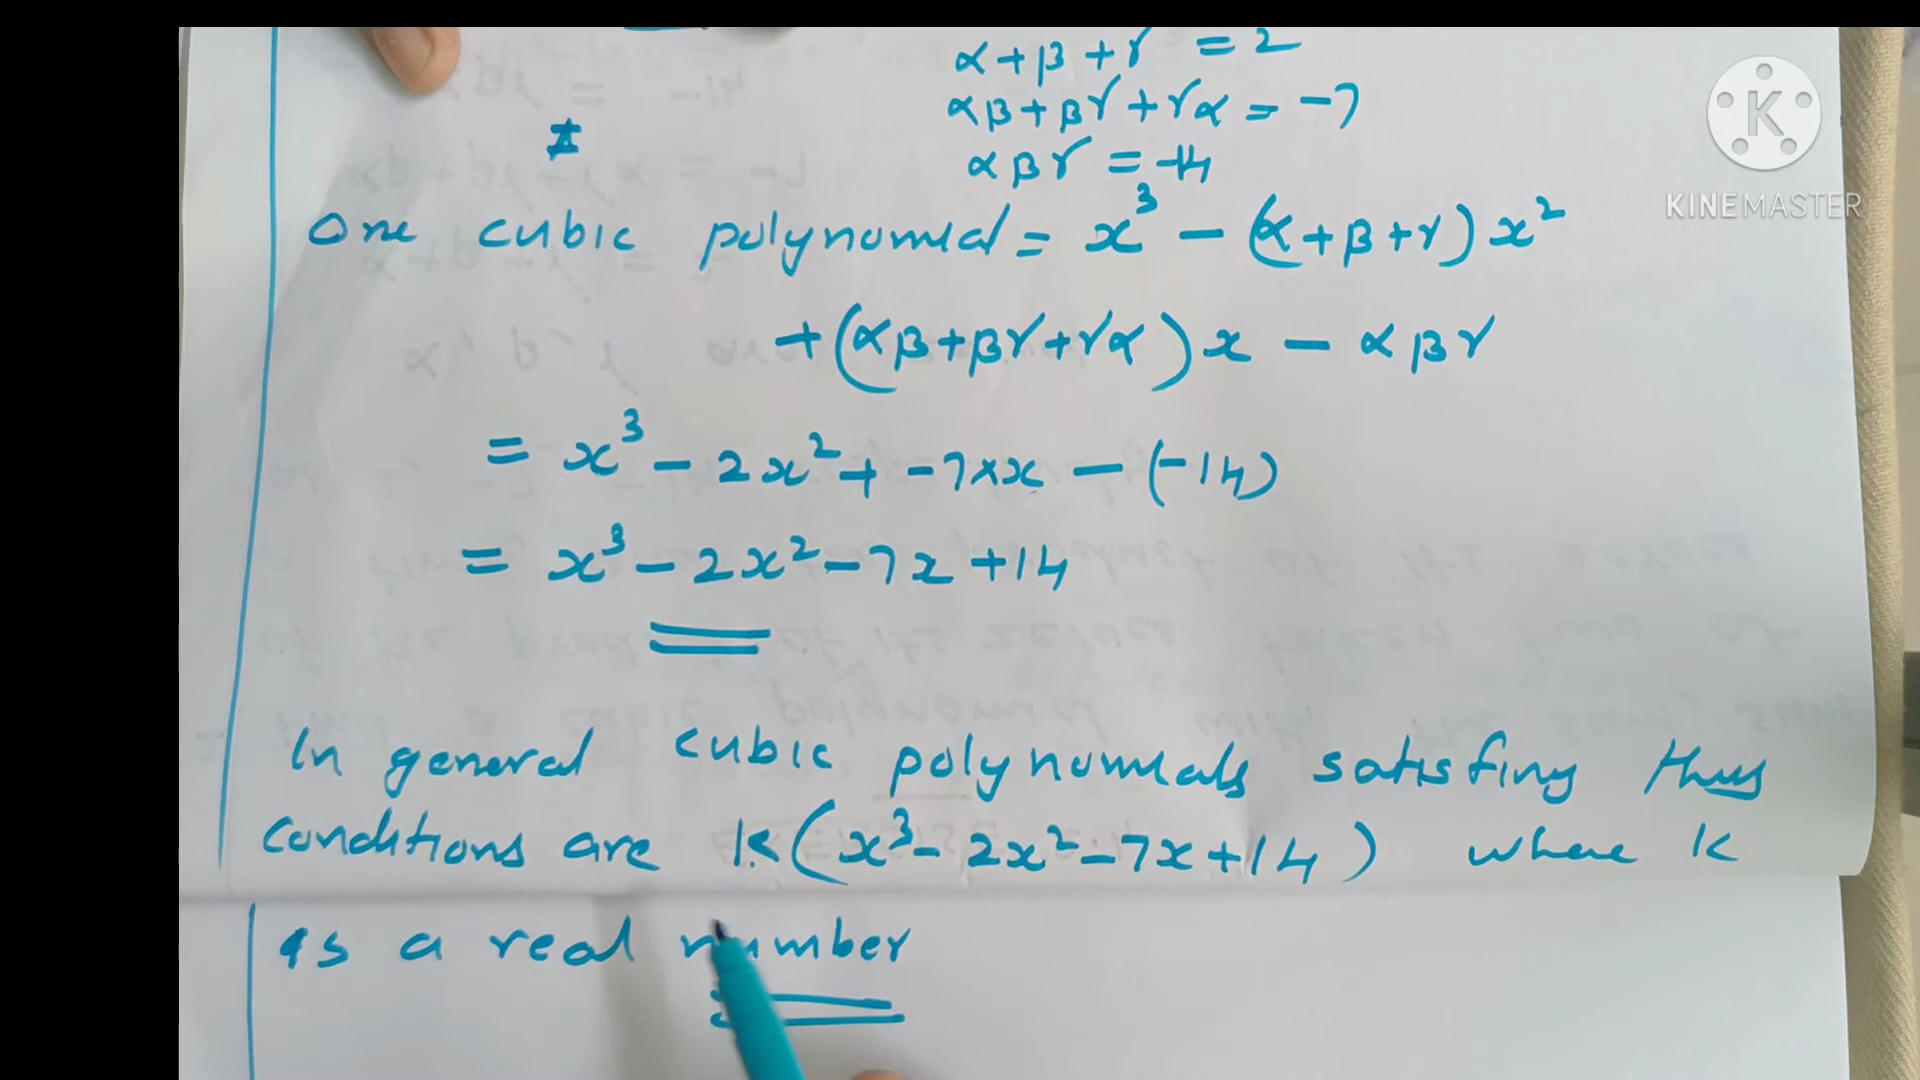 α+β+γ = 2
αβ+βγ+γα = -7
αβγ = -14
One cubic polynomial = x³ - (α+β+γ)x²
+(αβ+βγ+γα)x - αβγ
= x³ - 2x² + -7×x - (-14)
= x³ - 2x² - 7x + 14
In general cubic polynomials satisfing
conditions are k(x³ - 2x² - 7x + 14) where k
is a real number
KINEMASTER